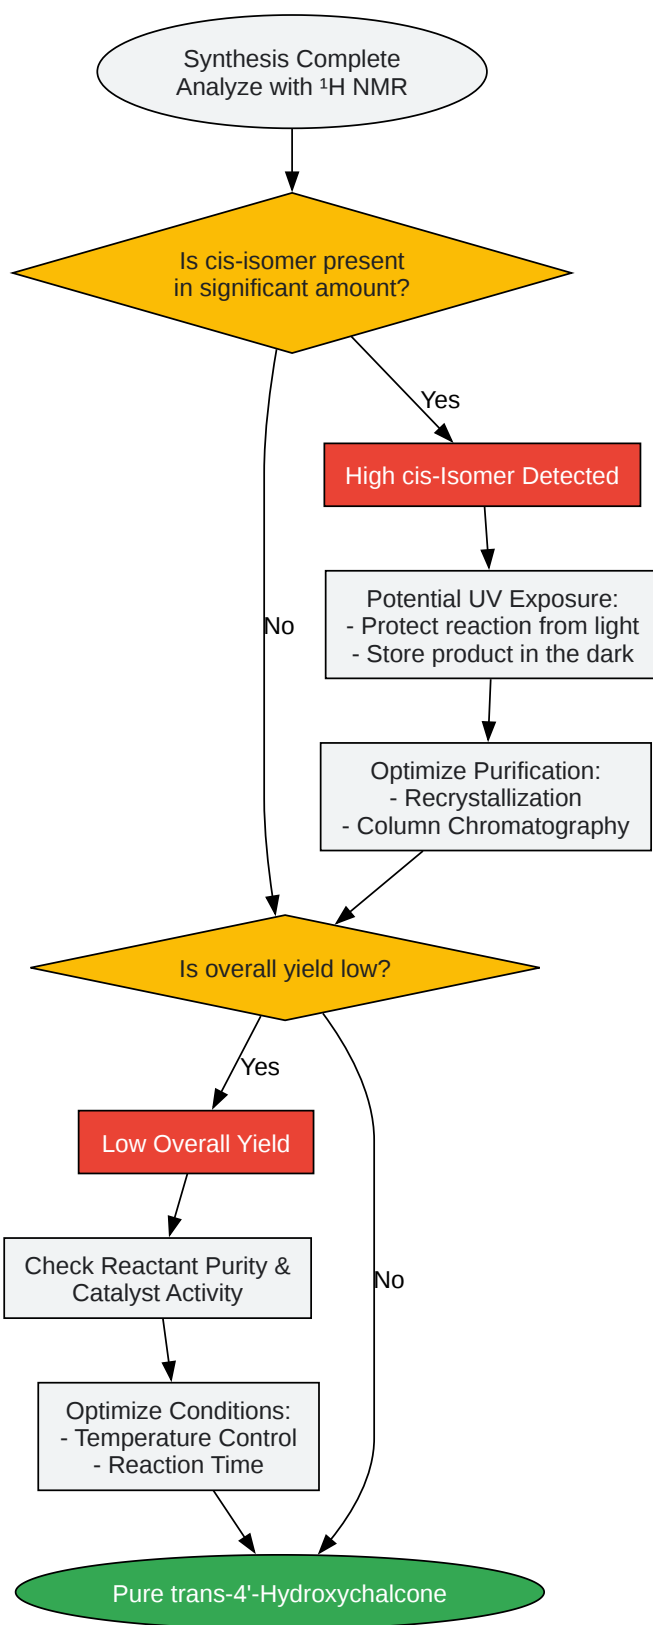 Synthesis Complete
Analyze with ¹H NMR
Is cis-isomer present
in significant amount?
Yes
High cis-Isomer Detected
Potential UV Exposure:
- Protect reaction from light
- Store product in the dark
No
Optimize Purification:
- Recrystallization
- Column Chromatography
Is overall yield low?
Yes
Low Overall Yield
Check Reactant Purity &
Catalyst Activity
No
Optimize Conditions:
- Temperature Control
- Reaction Time
Pure trans-4'-Hydroxychalcone